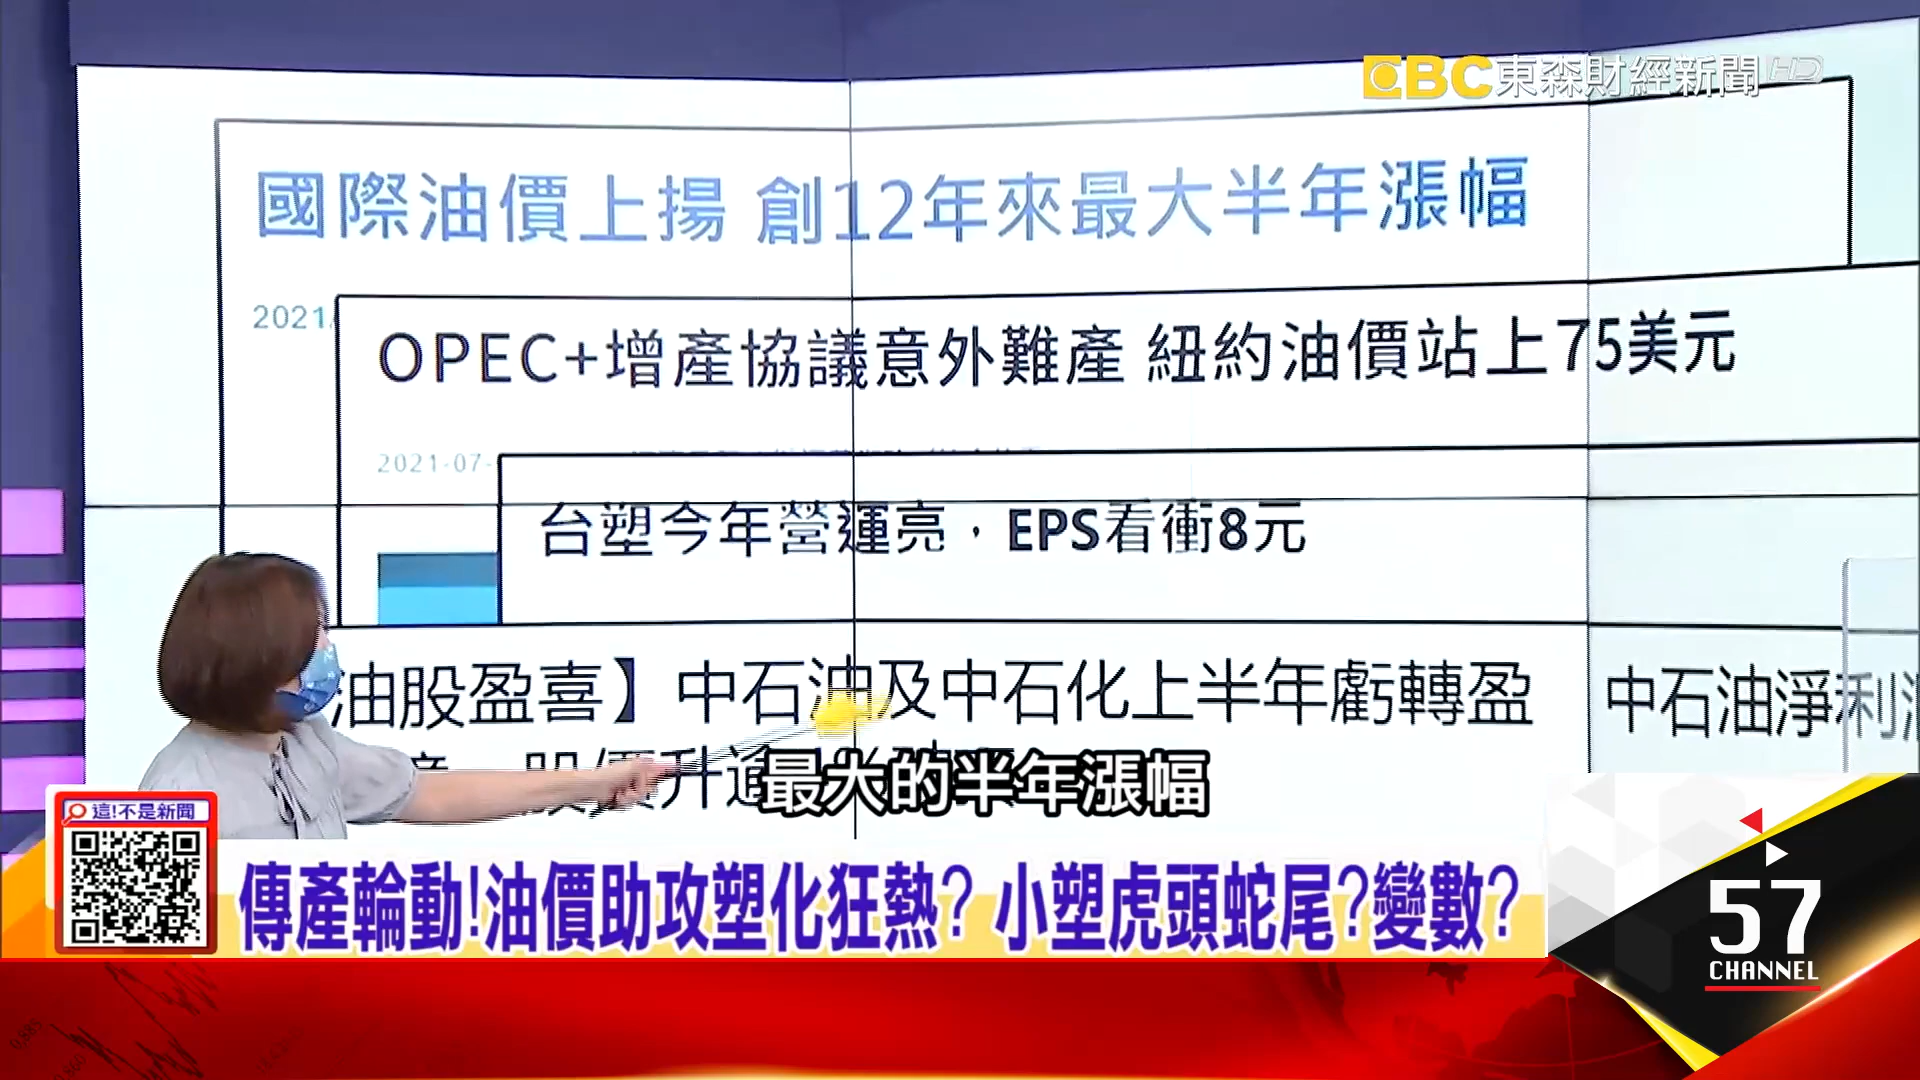 EBC東森財經新聞HD
國際油價上揚 創12年來最大半年漲幅
2021
OPEC+增產協議意外難產 紐約油價站上75美元
2021-07-
台塑今年營運亮，EPS看衝8元
油股盈喜】中石油及中石化上半年虧轉盈 中石油淨利
股價升
最大的半年漲幅
這!不是新聞
傳產輪動!油價助攻塑化狂熱? 小塑虎頭蛇尾?變數?
57
CHANNEL